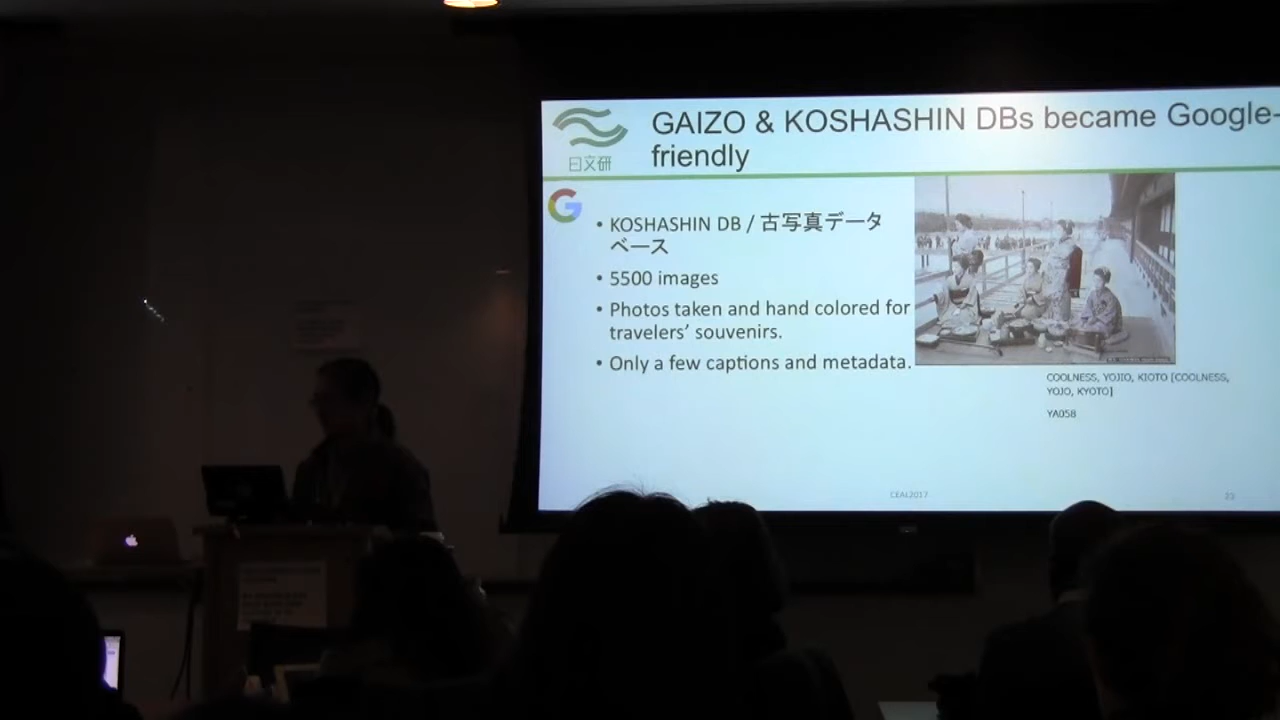 GAIZO & KOSHASHIN DBs became Google-
friendly
日文研
• KOSHASHIN DB / 古写真データ
ベース
• 5500 images
• Photos taken and hand colored for
travelers’ souvenirs.
• Only a few captions and metadata.
COOLNESS, YOJIO, KIOTO [COOLNESS,
YOJO, KYOTO]
YA058
CEAL2017